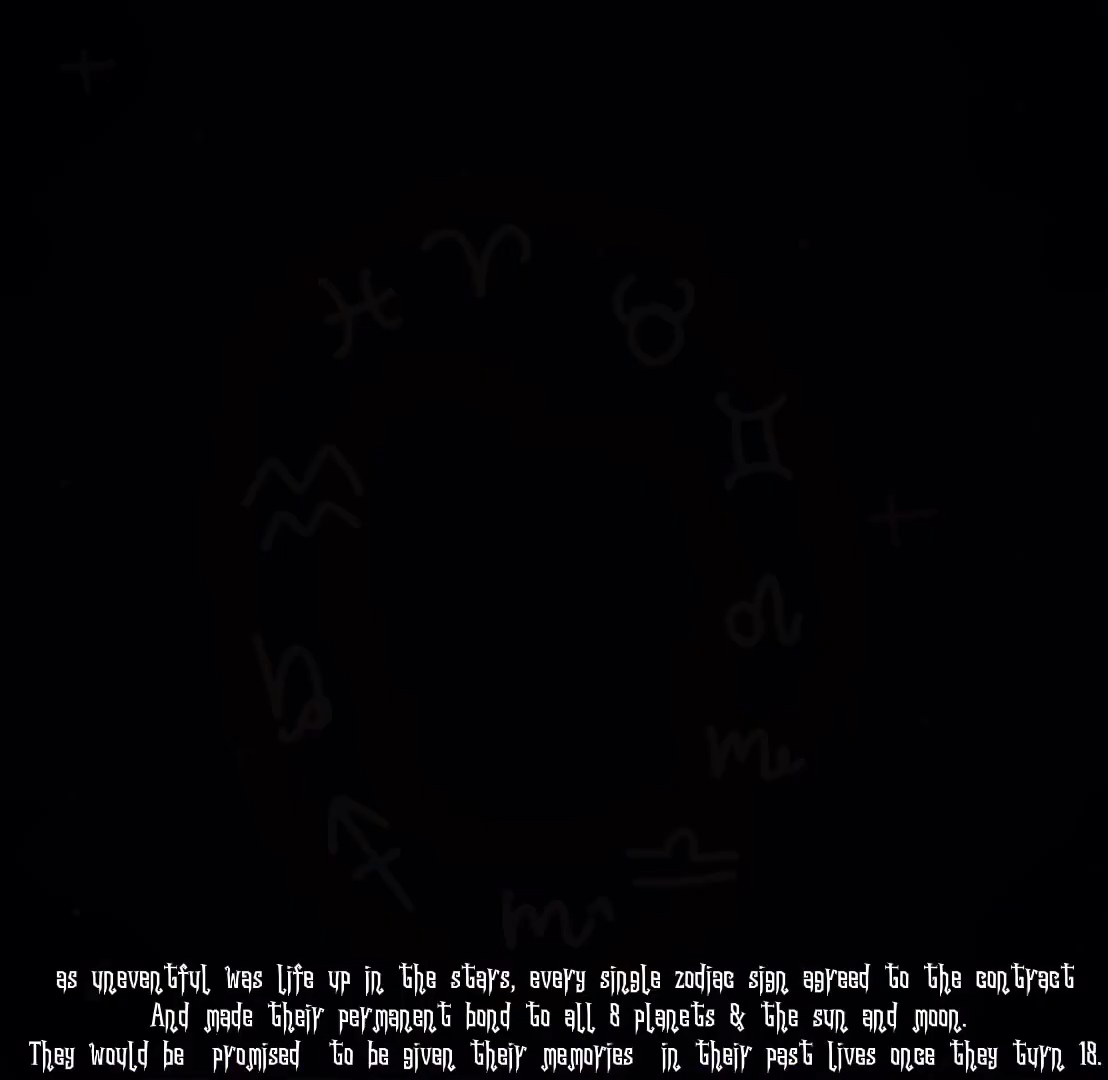 as uneventful was life up in the stars, every single zodiac sign agreed to the contract
And made their permanent bond to all 8 planets & the sun and moon.
They would be promised to be given their memories in their past lives once they turn 18.